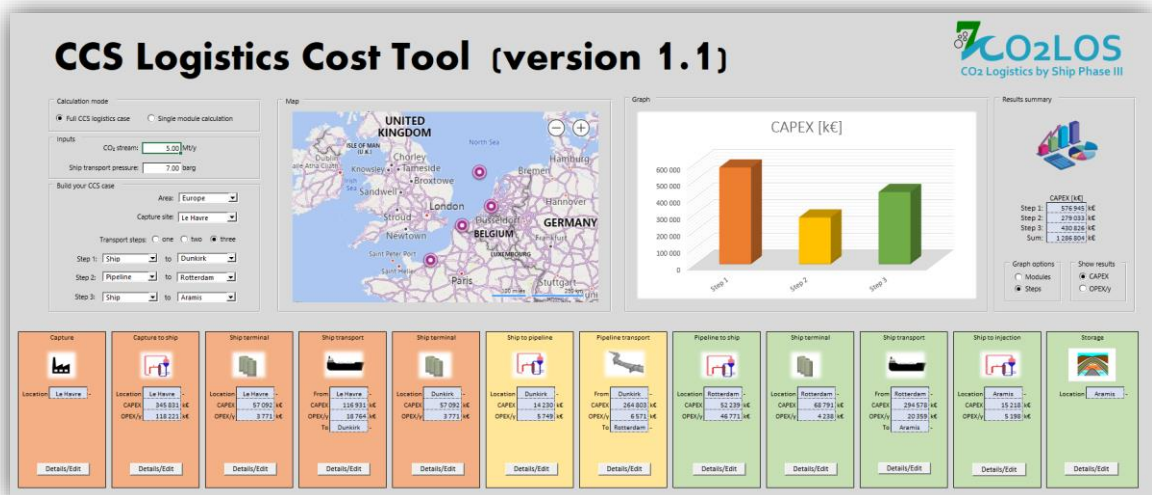 CCS Logistics Cost Tool (version 1.1)
CO2LOS
CO2 Logistics by Ship Phase III
Calculation mode
Full CCS logistics case
Single module calculation
Inputs
CO₂ stream: 5.00 Mt/y
Ship transport pressure: 7.00 barg
Build your CCS case
Area: Europe
Capture site: Le Havre
Transport steps: one two three
Step 1: Ship to Dunkirk
Step 2: Pipeline to Rotterdam
Step 3: Ship to Aramis
Map
UNITED
KINGDOM
North Sea
ISLE OF MAN
(U.K.)
Dublin
Chorley
Knowsley
Tameside
Broxtowe
Sandwell
Stroud
London
Newtown
Saint Peter Port
Saint Helier
Paris
Hamburg
Bremen
Hannover
Düsseldorf
GERMANY
BELGIUM
Frankfurt
LUXEMBOURG
Stuttgart
Graph
CAPEX [k€]
600 000
500 000
400 000
300 000
200 000
100 000
0
Step 1
Step 2
Step 3
Results summary
CAPEX [k€]
Step 1: 576 945 k€
Step 2: 279 033 k€
Step 3: 430 826 k€
Sum: 1 286 804 k€
Graph options
Modules
Steps
Show results
CAPEX
OPEX/y
Capture
Location Le Havre -
Details/Edit
Capture to ship
Location Le Havre -
CAPEX 345 831 k€
OPEX/y 118 221 k€
Details/Edit
Ship terminal
Location Le Havre -
CAPEX 57 092 k€
OPEX/y 3 771 k€
Details/Edit
Ship transport
From Le Havre -
CAPEX 116 931 k€
OPEX/y 18 764 k€
To Dunkirk -
Details/Edit
Ship terminal
Location Dunkirk -
CAPEX 57 092 k€
OPEX/y 3 771 k€
Details/Edit
Ship to pipeline
Location Dunkirk -
CAPEX 14 230 k€
OPEX/y 5 749 k€
Details/Edit
Pipeline transport
From Dunkirk -
CAPEX 264 803 k€
OPEX/y 6 571 k€
To Rotterdam -
Details/Edit
Pipeline to ship
Location Rotterdam -
CAPEX 52 239 k€
OPEX/y 46 771 k€
Details/Edit
Ship terminal
Location Rotterdam -
CAPEX 68 791 k€
OPEX/y 4 238 k€
Details/Edit
Ship transport
From Rotterdam -
CAPEX 294 578 k€
OPEX/y 20 359 k€
To Aramis -
Details/Edit
Ship to injection
Location Aramis -
CAPEX 15 218 k€
OPEX/y 5 198 k€
Details/Edit
Storage
Location Aramis -
Details/Edit